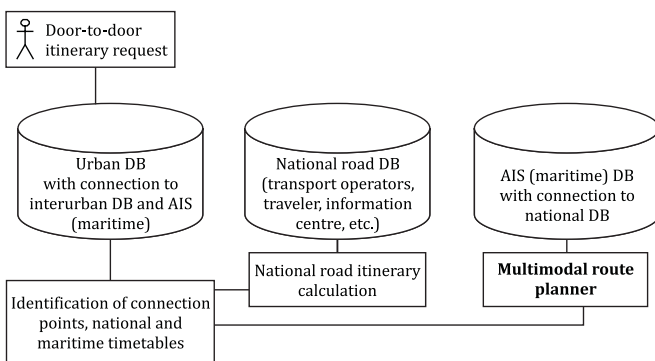 Door-to-door
itinerary request
Urban DB
with connection to
interurban DB and AIS
(maritime)
National road DB
(transport operators,
traveler, information
centre, etc.)
AIS (maritime) DB
with connection to
national DB
National road itinerary
calculation
Multimodal route
planner
Identification of connection
points, national and
maritime timetables